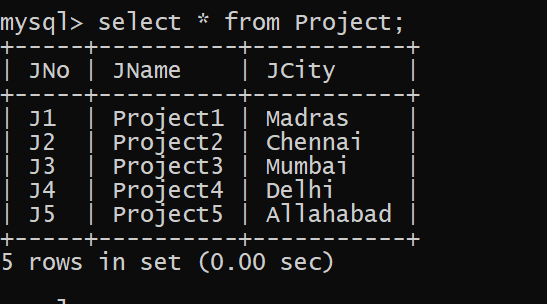 mysql> select * from Project;
+-----+----------+-----------+
| JNo | JName    | JCity     |
+-----+----------+-----------+
| J1  | Project1 | Madras    |
| J2  | Project2 | Chennai   |
| J3  | Project3 | Mumbai    |
| J4  | Project4 | Delhi     |
| J5  | Project5 | Allahabad |
+-----+----------+-----------+
5 rows in set (0.00 sec)